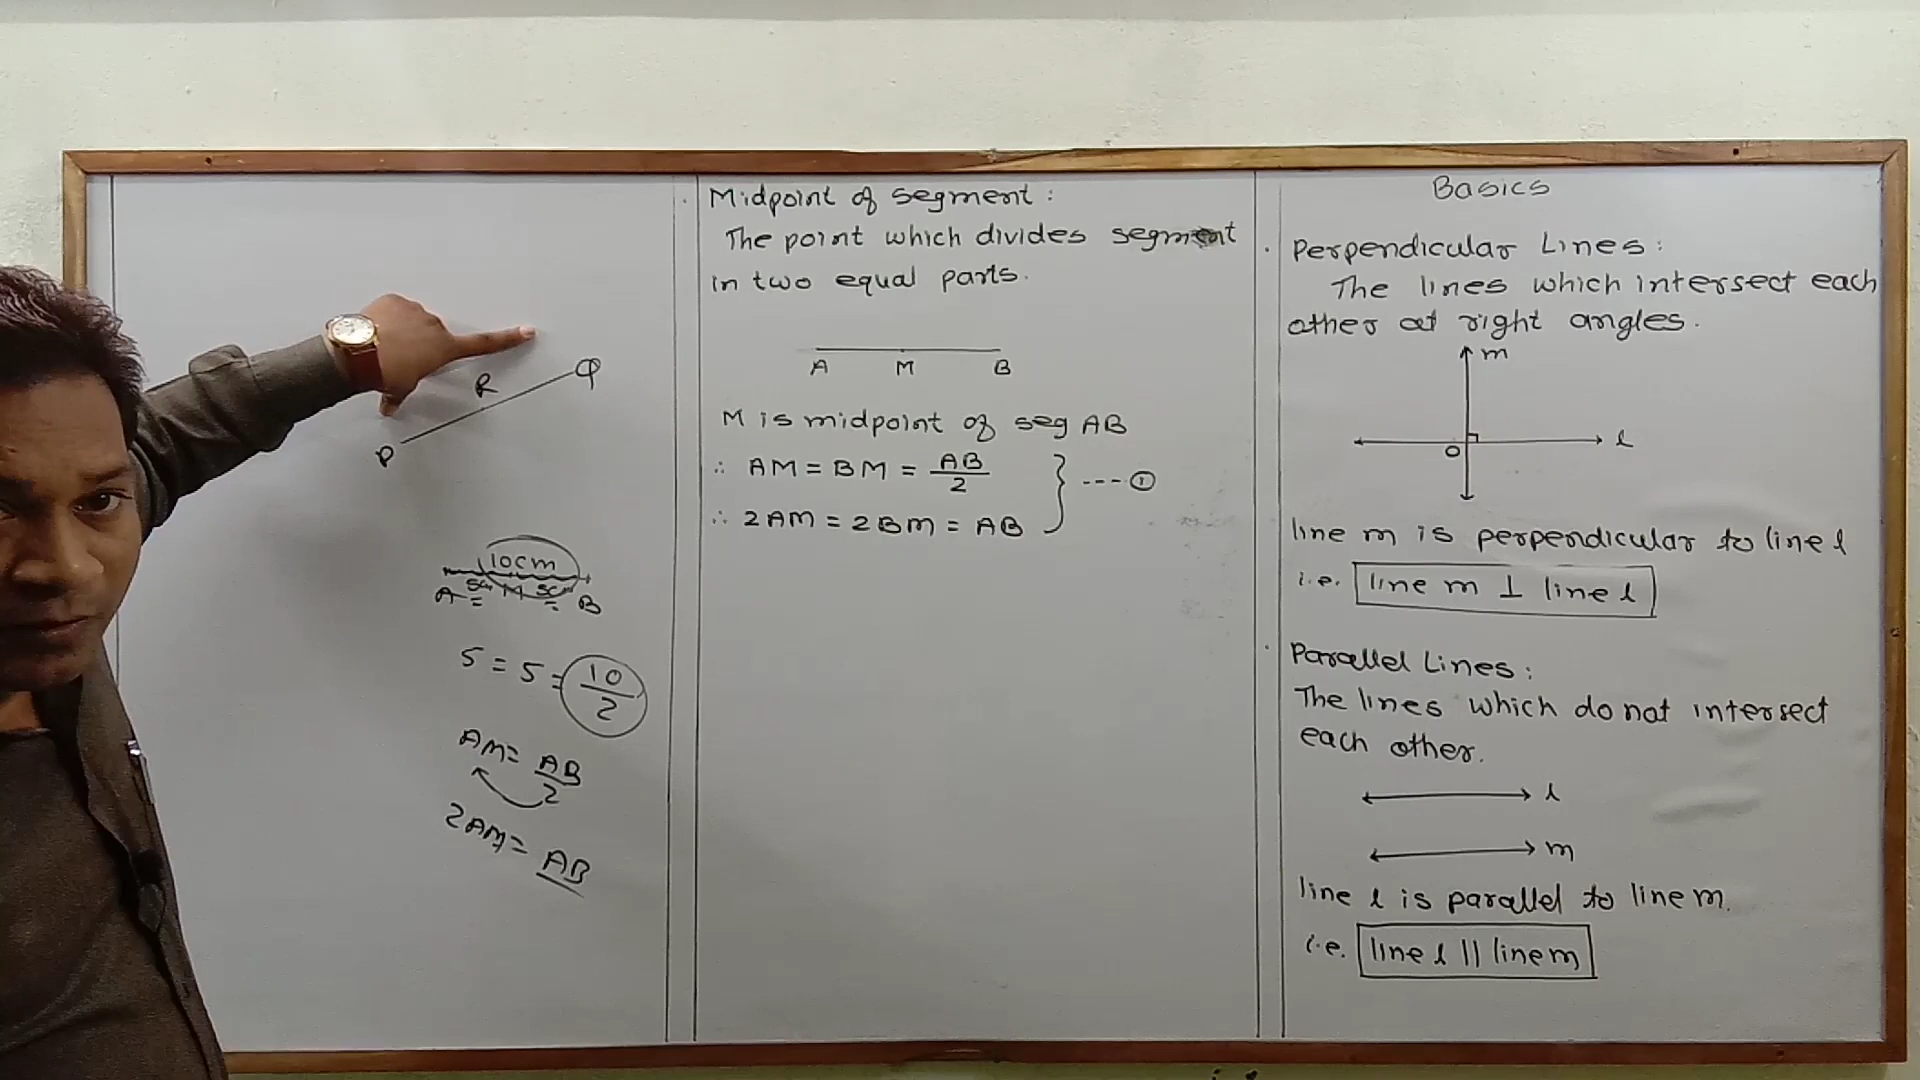 R
Q
P
10cm
5cm M 5cm
A B
5 = 5 = 10/2
AM = AB/2
2AM = AB
. Midpoint of segment :
The point which divides segment
in two equal parts.
A M B
M is midpoint of seg AB
∴ AM = BM = AB/2
∴ 2AM = 2BM = AB } ---- ①
Basics
. Perpendicular Lines :
The lines which intersect each
other at right angles.
m
l
O
line m is perpendicular to line l
i.e. line m ⊥ line l
. Parallel Lines :
The lines which do not intersect
each other.
l
m
line l is parallel to line m.
i.e. line l || line m